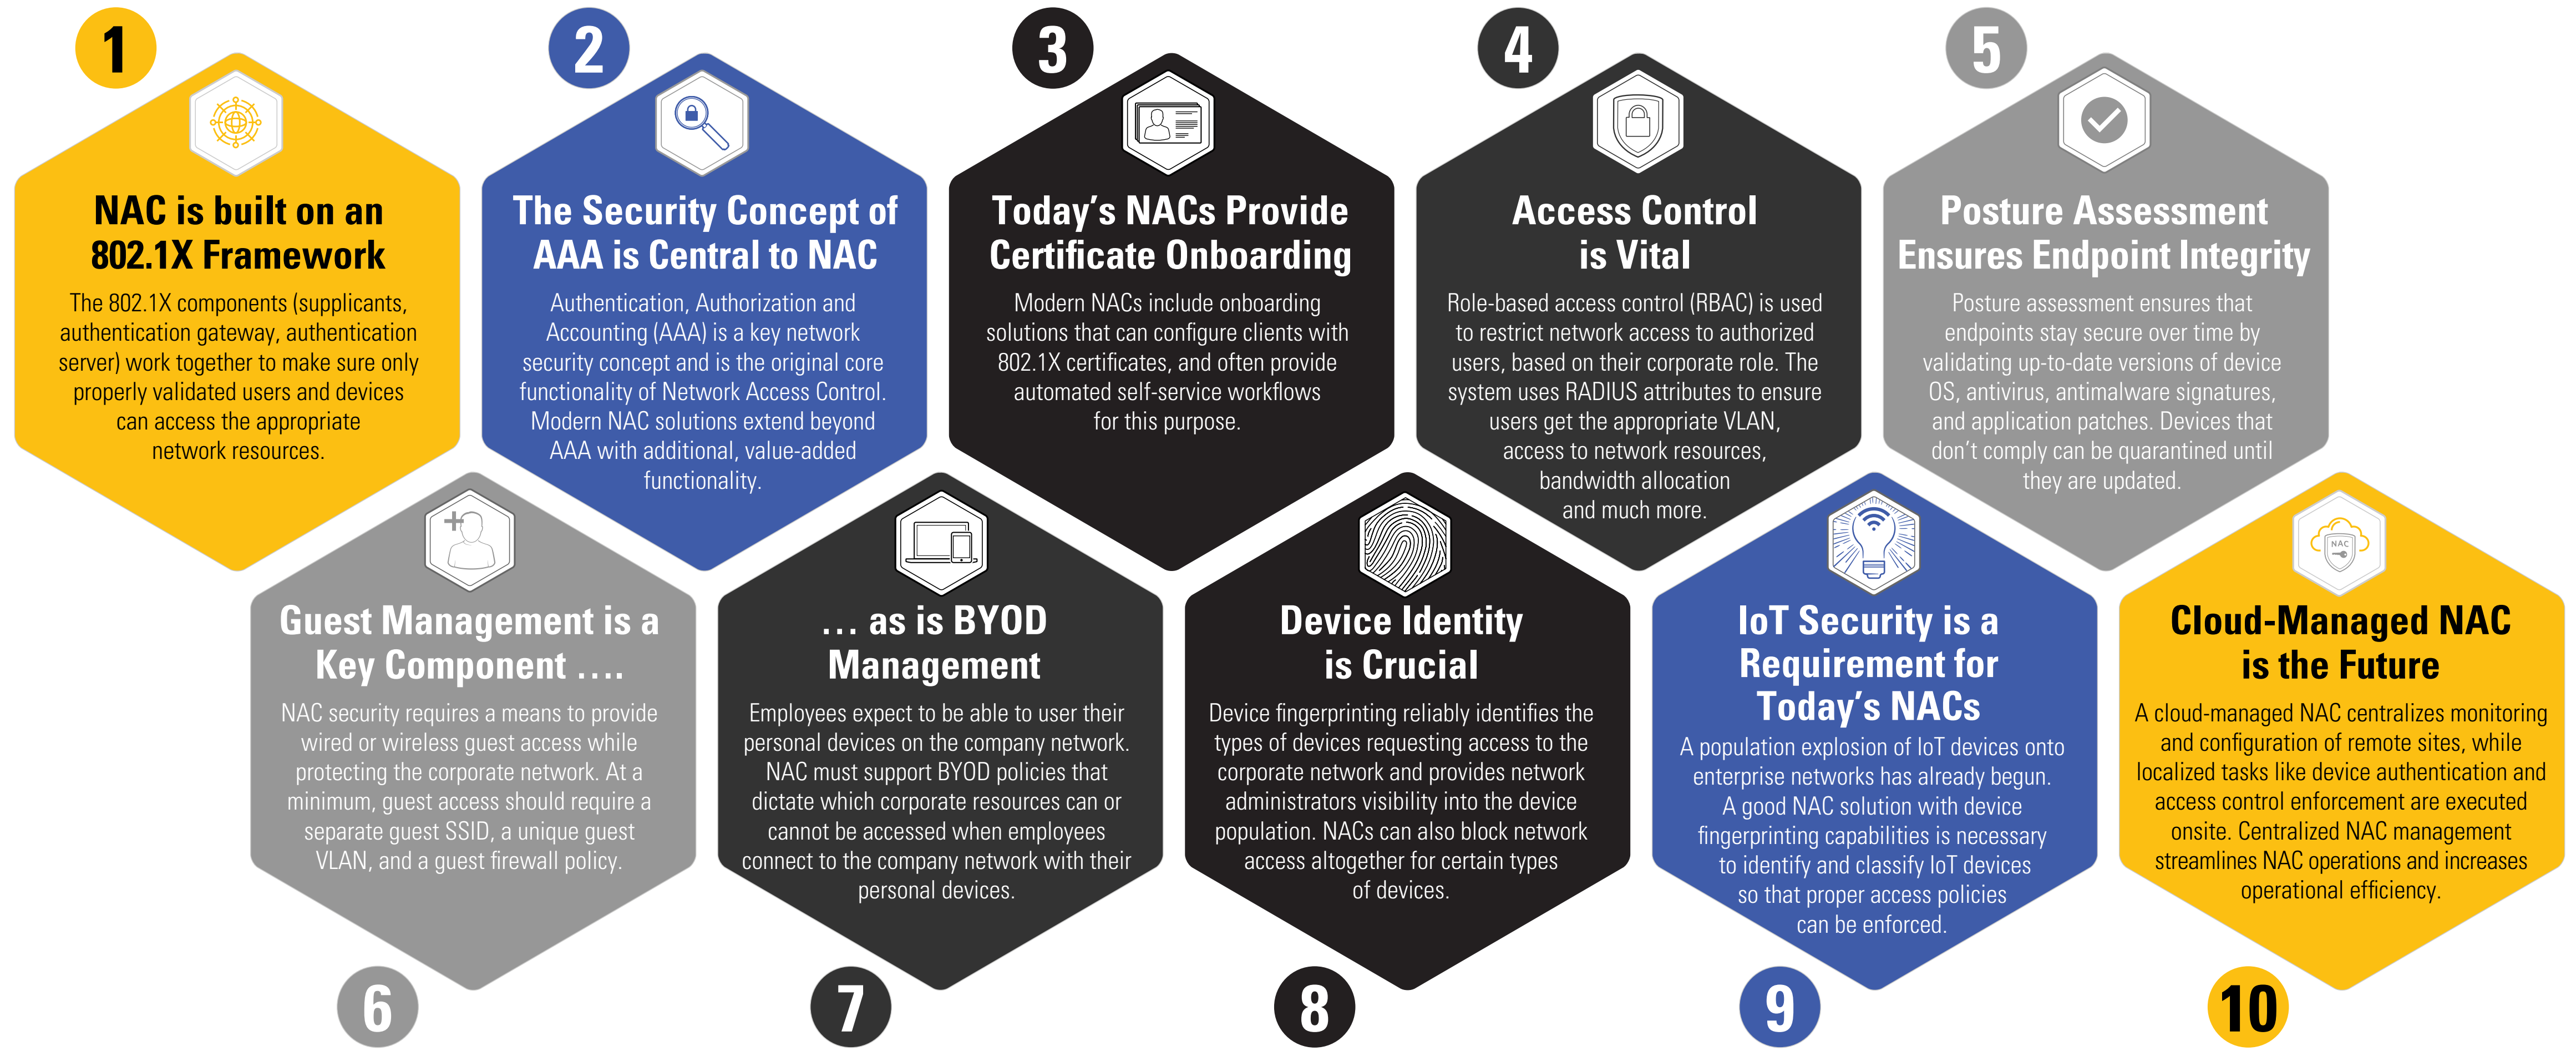 1
NAC is built on an
802.1X Framework
The 802.1X components (supplicants,
authentication gateway, authentication
server) work together to make sure only
properly validated users and devices
can access the appropriate
network resources.
2
The Security Concept of
AAA is Central to NAC
Authentication, Authorization and
Accounting (AAA) is a key network
security concept and is the original core
functionality of Network Access Control.
Modern NAC solutions extend beyond
AAA with additional, value-added
functionality.
3
Today's NACs Provide
Certificate Onboarding
Modern NACs include onboarding
solutions that can configure clients with
802.1X certificates, and often provide
automated self-service workflows
for this purpose.
4
Access Control
is Vital
Role-based access control (RBAC) is used
to restrict network access to authorized
users, based on their corporate role. The
system uses RADIUS attributes to ensure
users get the appropriate VLAN,
access to network resources,
bandwidth allocation
and much more.
5
Posture Assessment
Ensures Endpoint Integrity
Posture assessment ensures that
endpoints stay secure over time by
validating up-to-date versions of device
OS, antivirus, antimalware signatures,
and application patches. Devices that
don't comply can be quarantined until
they are updated.
Guest Management is a
Key Component ….
NAC security requires a means to provide
wired or wireless guest access while
protecting the corporate network. At a
minimum, guest access should require a
separate guest SSID, a unique guest
VLAN, and a guest firewall policy.
6
… as is BYOD
Management
Employees expect to be able to user their
personal devices on the company network.
NAC must support BYOD policies that
dictate which corporate resources can or
cannot be accessed when employees
connect to the company network with their
personal devices.
7
Device Identity
is Crucial
Device fingerprinting reliably identifies the
types of devices requesting access to the
corporate network and provides network
administrators visibility into the device
population. NACs can also block network
access altogether for certain types
of devices.
8
IoT Security is a
Requirement for
Today's NACs
A population explosion of IoT devices onto
enterprise networks has already begun.
A good NAC solution with device
fingerprinting capabilities is necessary
to identify and classify IoT devices
so that proper access policies
can be enforced.
9
NAC
Cloud-Managed NAC
is the Future
A cloud-managed NAC centralizes monitoring
and configuration of remote sites, while
localized tasks like device authentication and
access control enforcement are executed
onsite. Centralized NAC management
streamlines NAC operations and increases
operational efficiency.
10